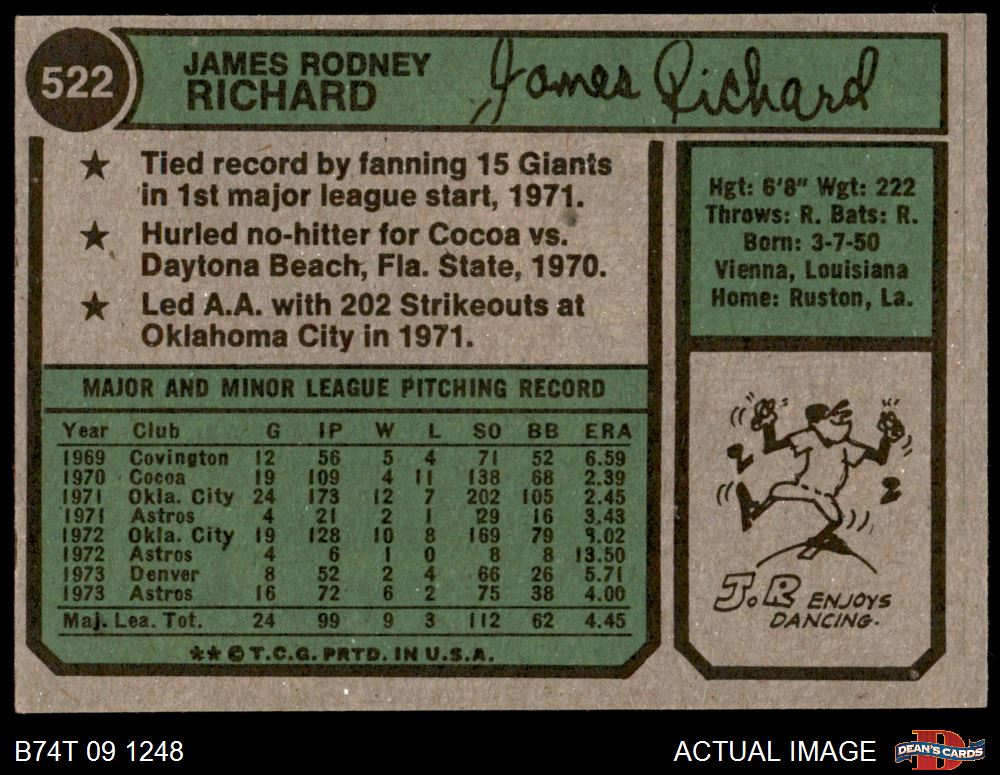 522
JAMES RODNEY
RICHARD
James Richard
★ Tied record by fanning 15 Giants
in 1st major league start, 1971.
★ Hurled no-hitter for Cocoa vs.
Daytona Beach, Fla. State, 1970.
★ Led A.A. with 202 Strikeouts at
Oklahoma City in 1971.
Hgt: 6'8" Wgt: 222
Throws: R. Bats: R.
Born: 3-7-50
Vienna, Louisiana
Home: Ruston, La.
MAJOR AND MINOR LEAGUE PITCHING RECORD
Year Club G IP W L SO BB ERA
1969 Covington 12 56 5 4 71 52 6.59
1970 Cocoa 19 109 4 11 138 68 2.39
1971 Okla. City 24 173 12 7 202 105 2.45
1971 Astros 4 21 2 1 29 16 3.43
1972 Okla. City 19 128 10 8 169 79 3.02
1972 Astros 4 6 1 0 8 8 13.50
1973 Denver 8 52 2 4 66 26 5.71
1973 Astros 16 72 6 2 75 38 4.00
Maj. Lea. Tot. 24 99 9 3 112 62 4.45
** © T.C.G. PRTD. IN U.S.A.
2
2
J.R ENJOYS
DANCING.
B74T 09 1248
ACTUAL IMAGE
D
DEAN'S CARDS